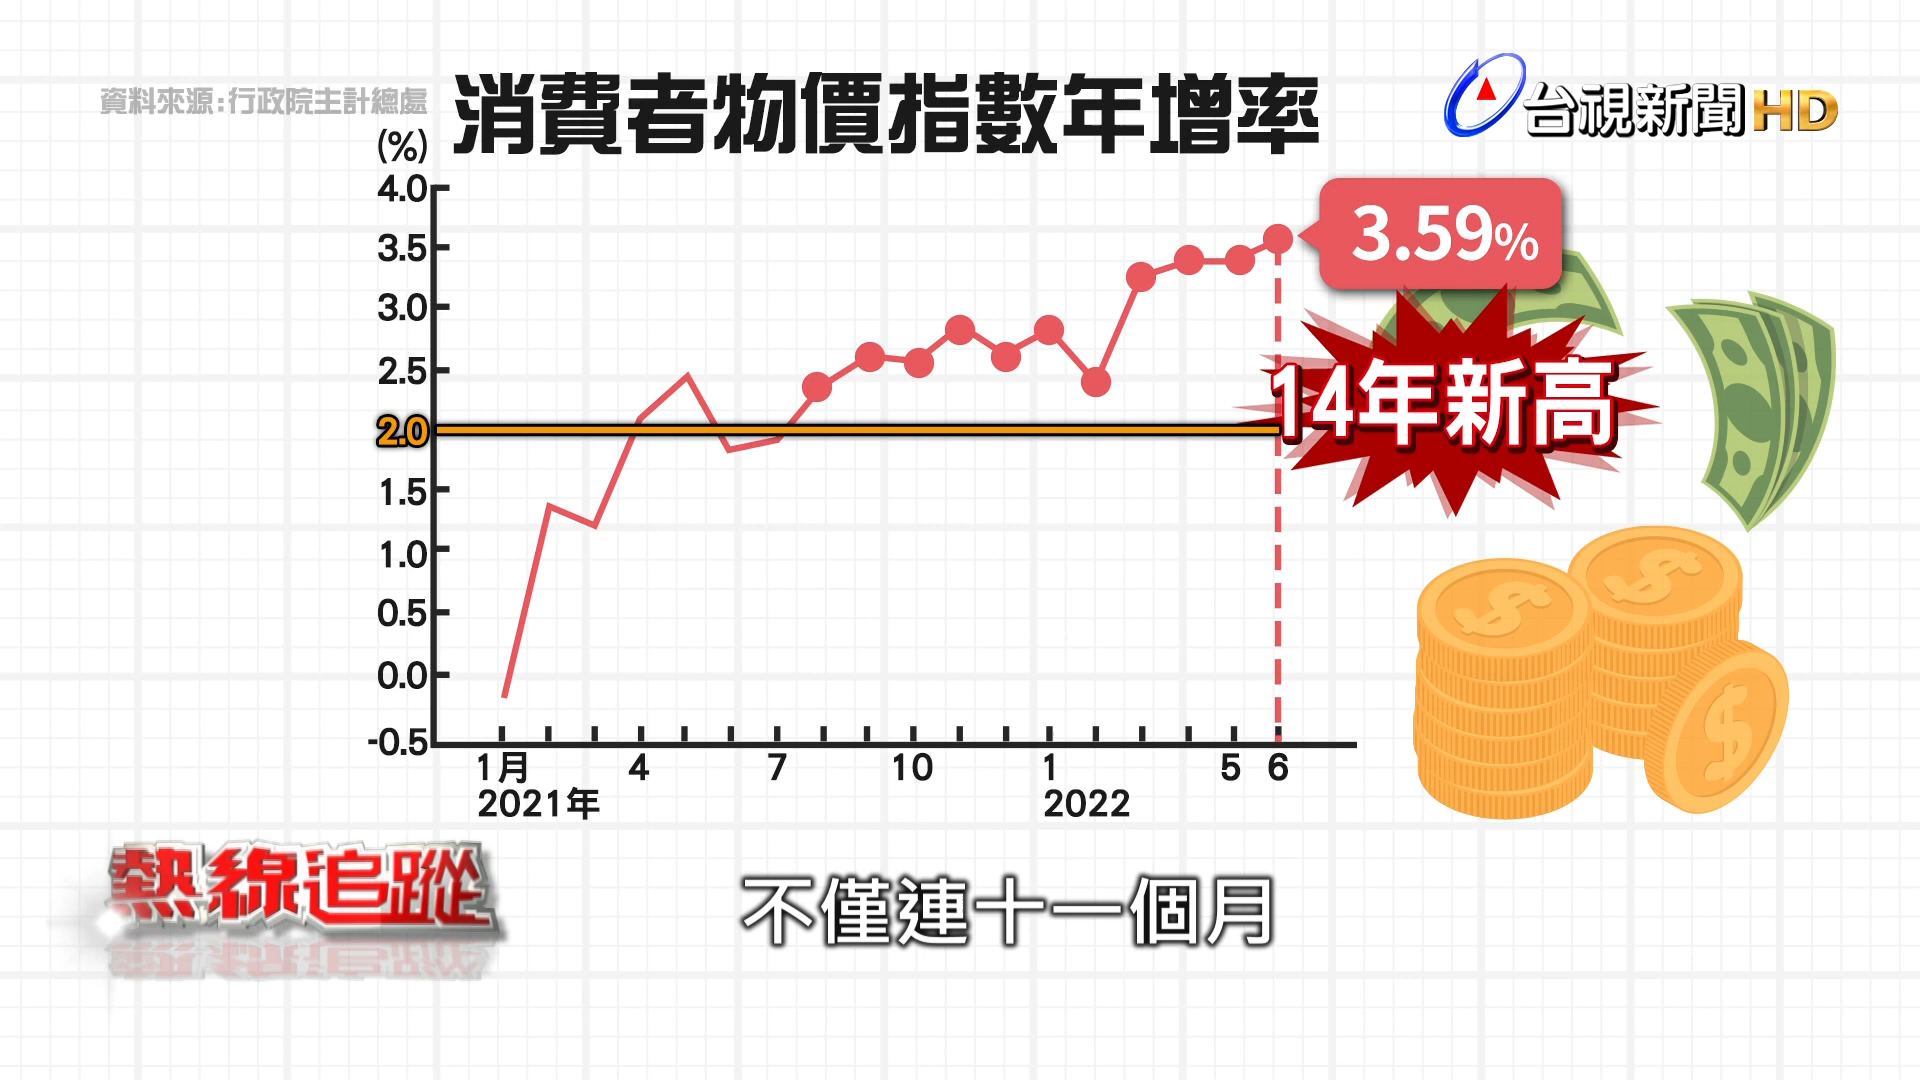 資料來源:行政院主計總處
消費者物價指數年增率
台視新聞HD
(%)
4.0
3.5
3.0
2.5
2.0
1.5
1.0
0.5
0.0
-0.5
3.59%
14年新高
1月 4 7 10 1 5 6
2021年 2022
熱線追蹤
不僅連十一個月